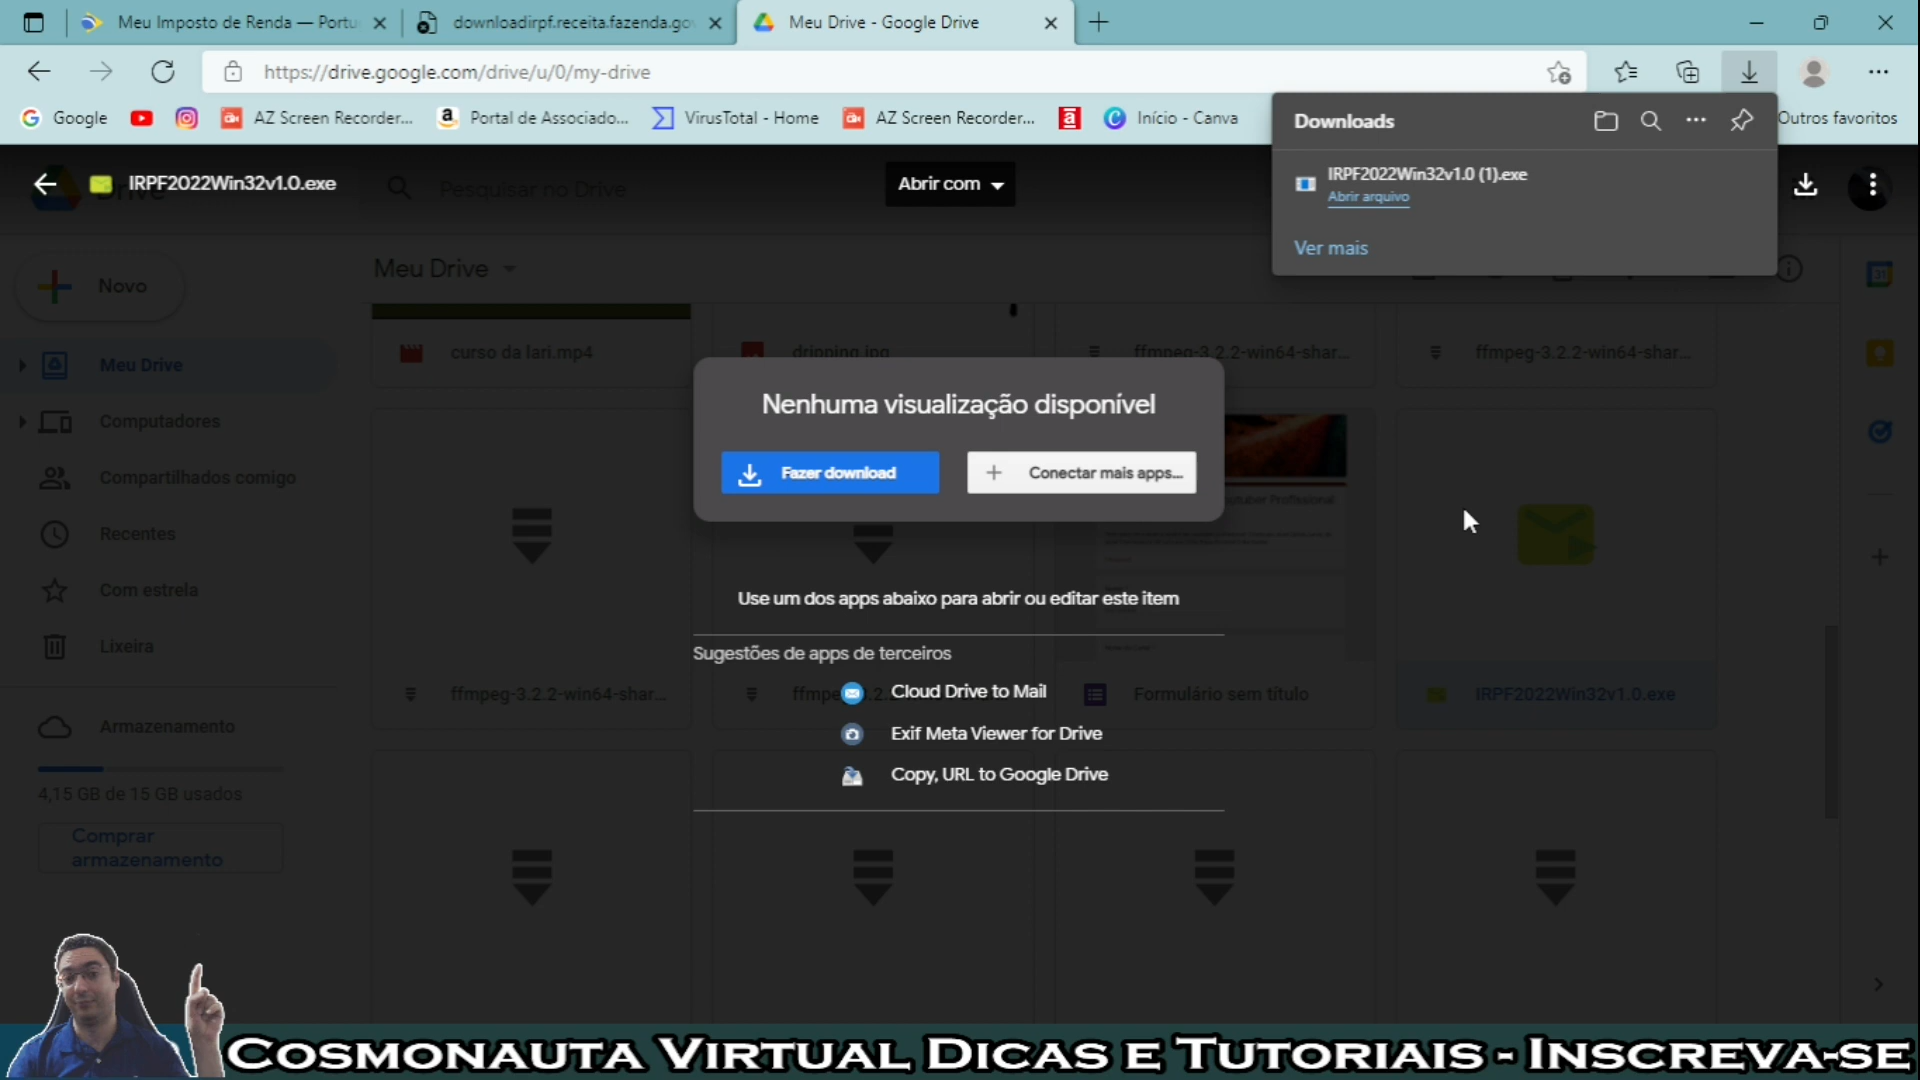 Meu Imposto de Renda — Portu
downloadirpf.receita.fazenda.go
Meu Drive - Google Drive
https://drive.google.com/drive/u/0/my-drive
Google
AZ Screen Recorder...
Portal de Associado...
VirusTotal - Home
AZ Screen Recorder...
Início - Canva
Outros favoritos
Downloads
IRPF2022Win32v1.0 (1).exe
Abrir arquivo
Ver mais
IRPF2022Win32v1.0.exe
Drive
Pesquisar no Drive
Abrir com
Novo
Meu Drive
Meu Drive
Computadores
Compartilhados comigo
Recentes
Com estrela
Lixeira
Armazenamento
4,15 GB de 15 GB usados
Comprar
armazenamento
curso da lari.mp4
dripping.jpg
ffmpeg-3.2.2-win64-shar...
ffmpeg-3.2.2-win64-shar...
Nenhuma visualização disponível
Fazer download
Conectar mais apps...
Use um dos apps abaixo para abrir ou editar este item
Sugestões de apps de terceiros
Cloud Drive to Mail
Exif Meta Viewer for Drive
Copy, URL to Google Drive
ffmpeg-3.2.2-win64-shar...
Formulário sem título
IRPF2022Win32v1.0.exe
31
Cosmonauta Virtual Dicas e Tutoriais - Inscreva-se